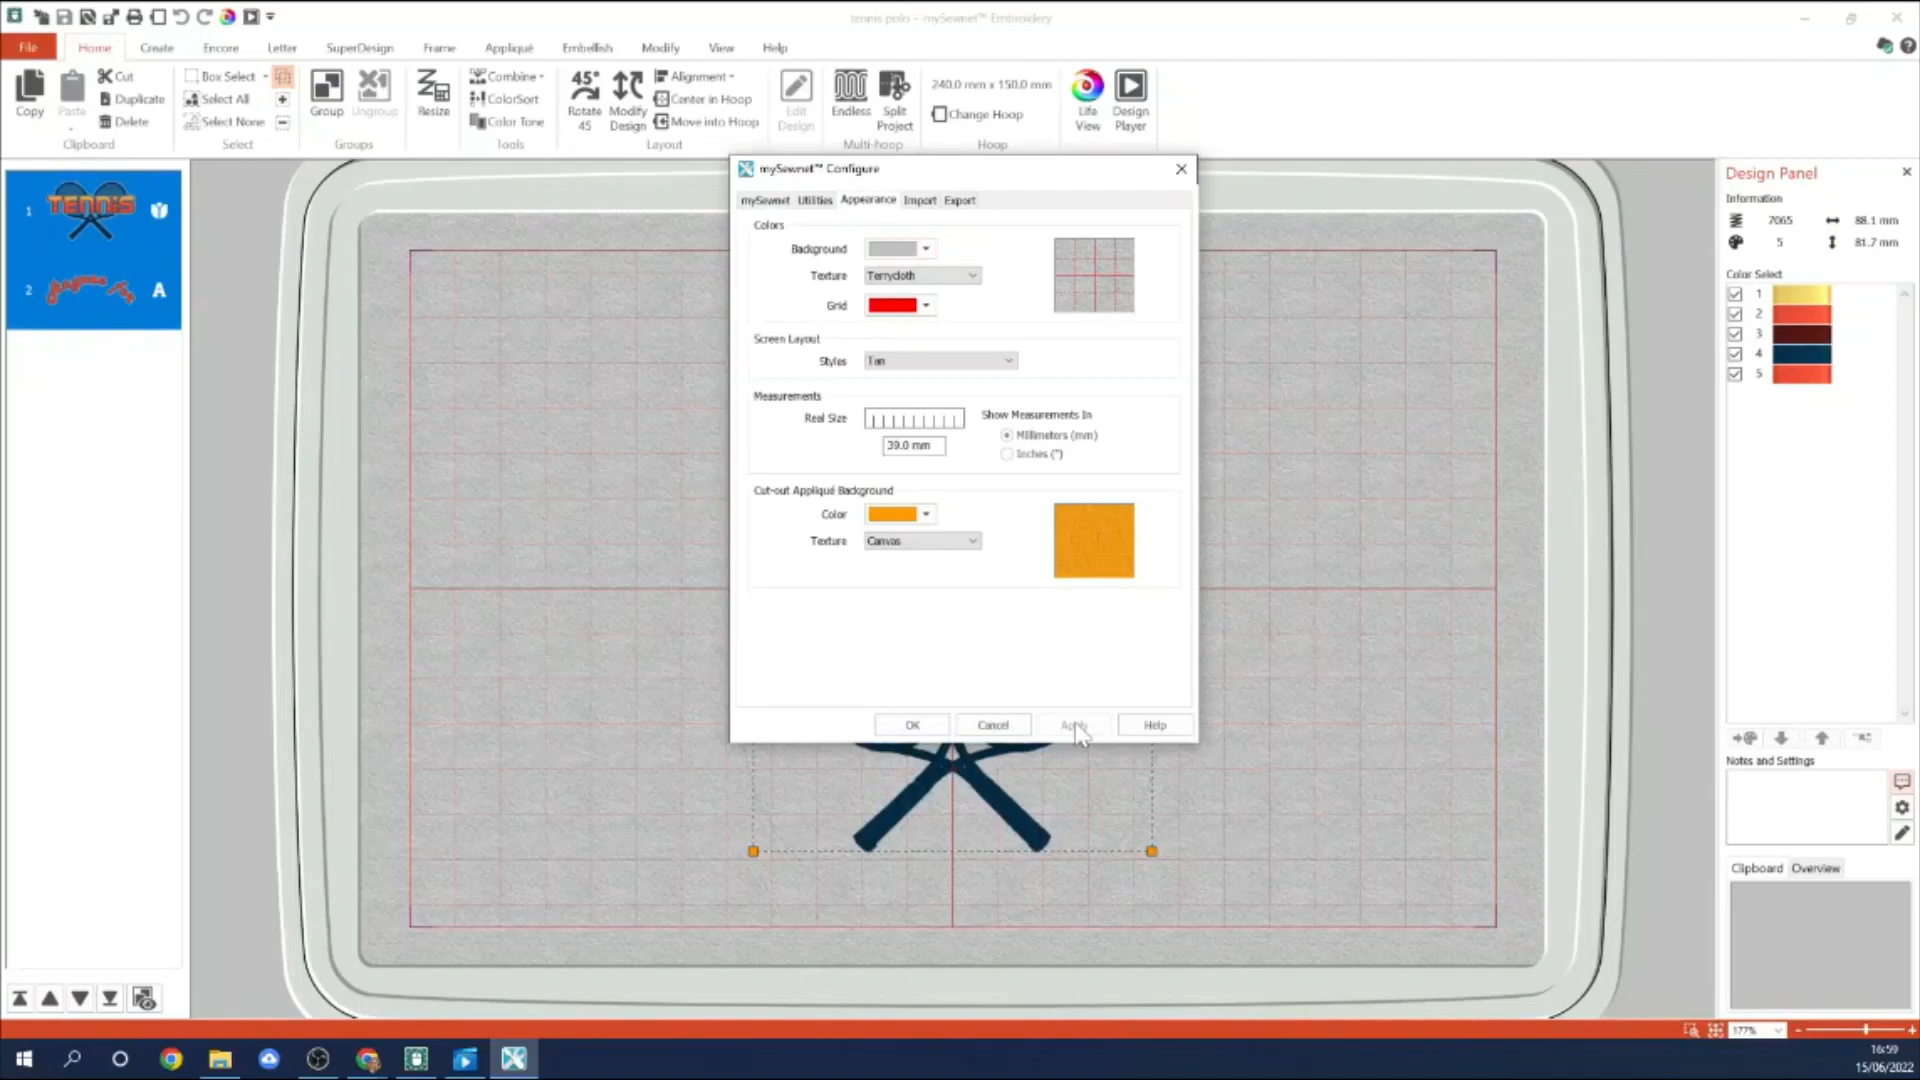 tennis polo - mySewnet™ Embroidery
File Home Create Encore Letter SuperDesign Frame Appliqué Embellish Modify View Help
Copy Paste Cut Duplicate Delete Clipboard
Box Select Select All Select None Select
Group Ungroup Groups
Resize
Combine ColorSort Color Tone Tools
Rotate 45 Modify Design Alignment Center in Hoop Move into Hoop Layout
Edit Design
Endless Split Project Multi-hoop
240.0 mm x 150.0 mm Change Hoop Hoop
Life View Design Player
1 TENNIS
2 A
mySewnet™ Configure
mySewnet Utilities Appearance Import Export
Colors
Background
Texture Terrycloth
Grid
Screen Layout
Styles Tan
Measurements
Real Size Show Measurements In
39.0 mm Millimeters (mm)
Inches (")
Cut-out Appliqué Background
Color
Texture Canvas
OK Cancel Apply Help
Design Panel
Information
7065 88.1 mm
5 81.7 mm
Color Select
1
2
3
4
5
Notes and Settings
Clipboard Overview
177%
16:59
15/06/2022